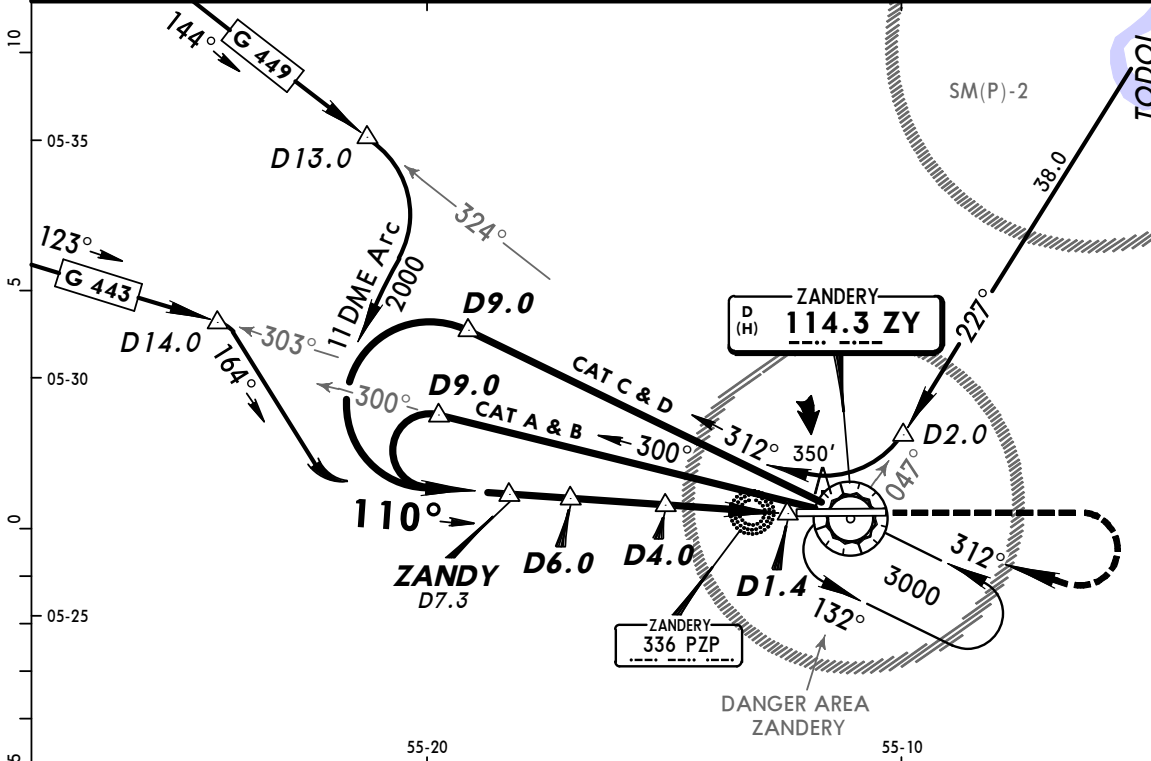 10
144°
G 449
SM(P)-2
TODOL
05-35
D13.0
38.0
324°
123°
G 443
11 DME Arc
2000
5
D9.0
ZANDERY
D
(H)
114.3 ZY
227°
D14.0
303°
164°
05-30
300°
D9.0
CAT C & D
CAT A & B
312°
300°
350'
D2.0
047°
0
110°
ZANDY
D7.3
D6.0
D4.0
D1.4
312°
3000
132°
05-25
ZANDERY
336 PZP
DANGER AREA
ZANDERY
5
55-20
55-10